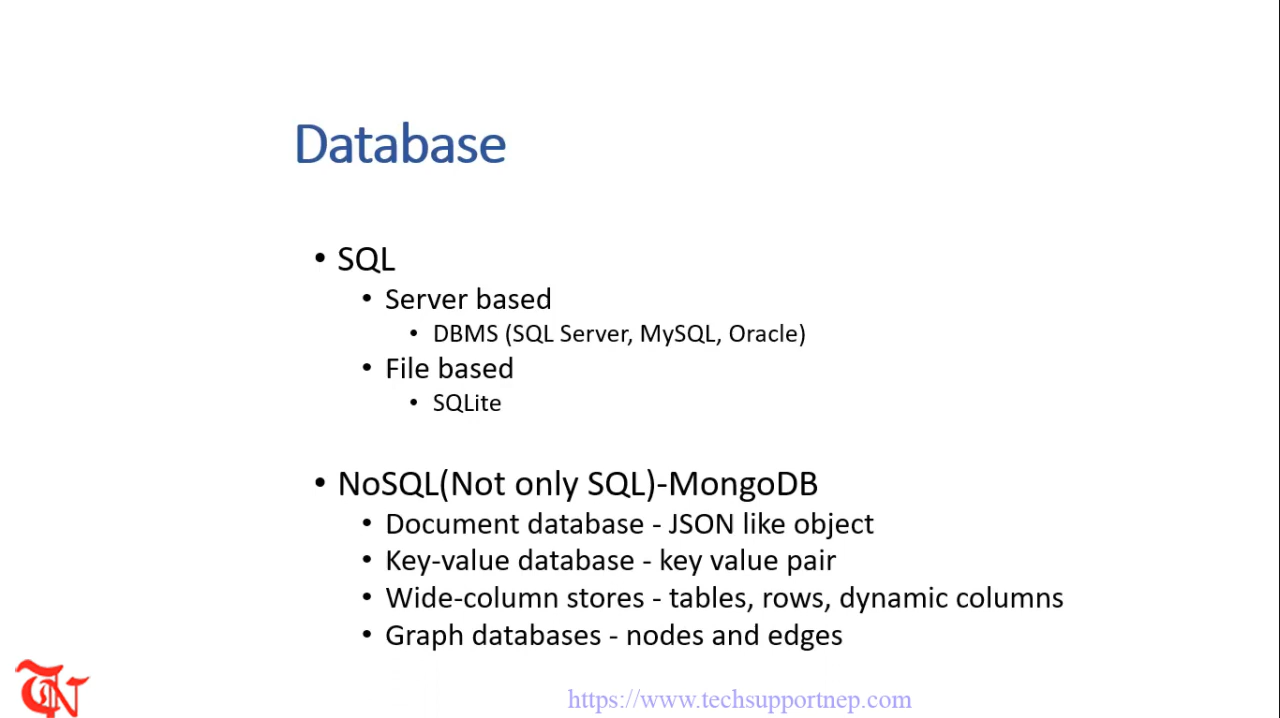 Database
• SQL
• Server based
• DBMS (SQL Server, MySQL, Oracle)
• File based
• SQLite
• NoSQL(Not only SQL)-MongoDB
• Document database - JSON like object
• Key-value database - key value pair
• Wide-column stores - tables, rows, dynamic columns
• Graph databases - nodes and edges
TN
https://www.techsupportnep.com